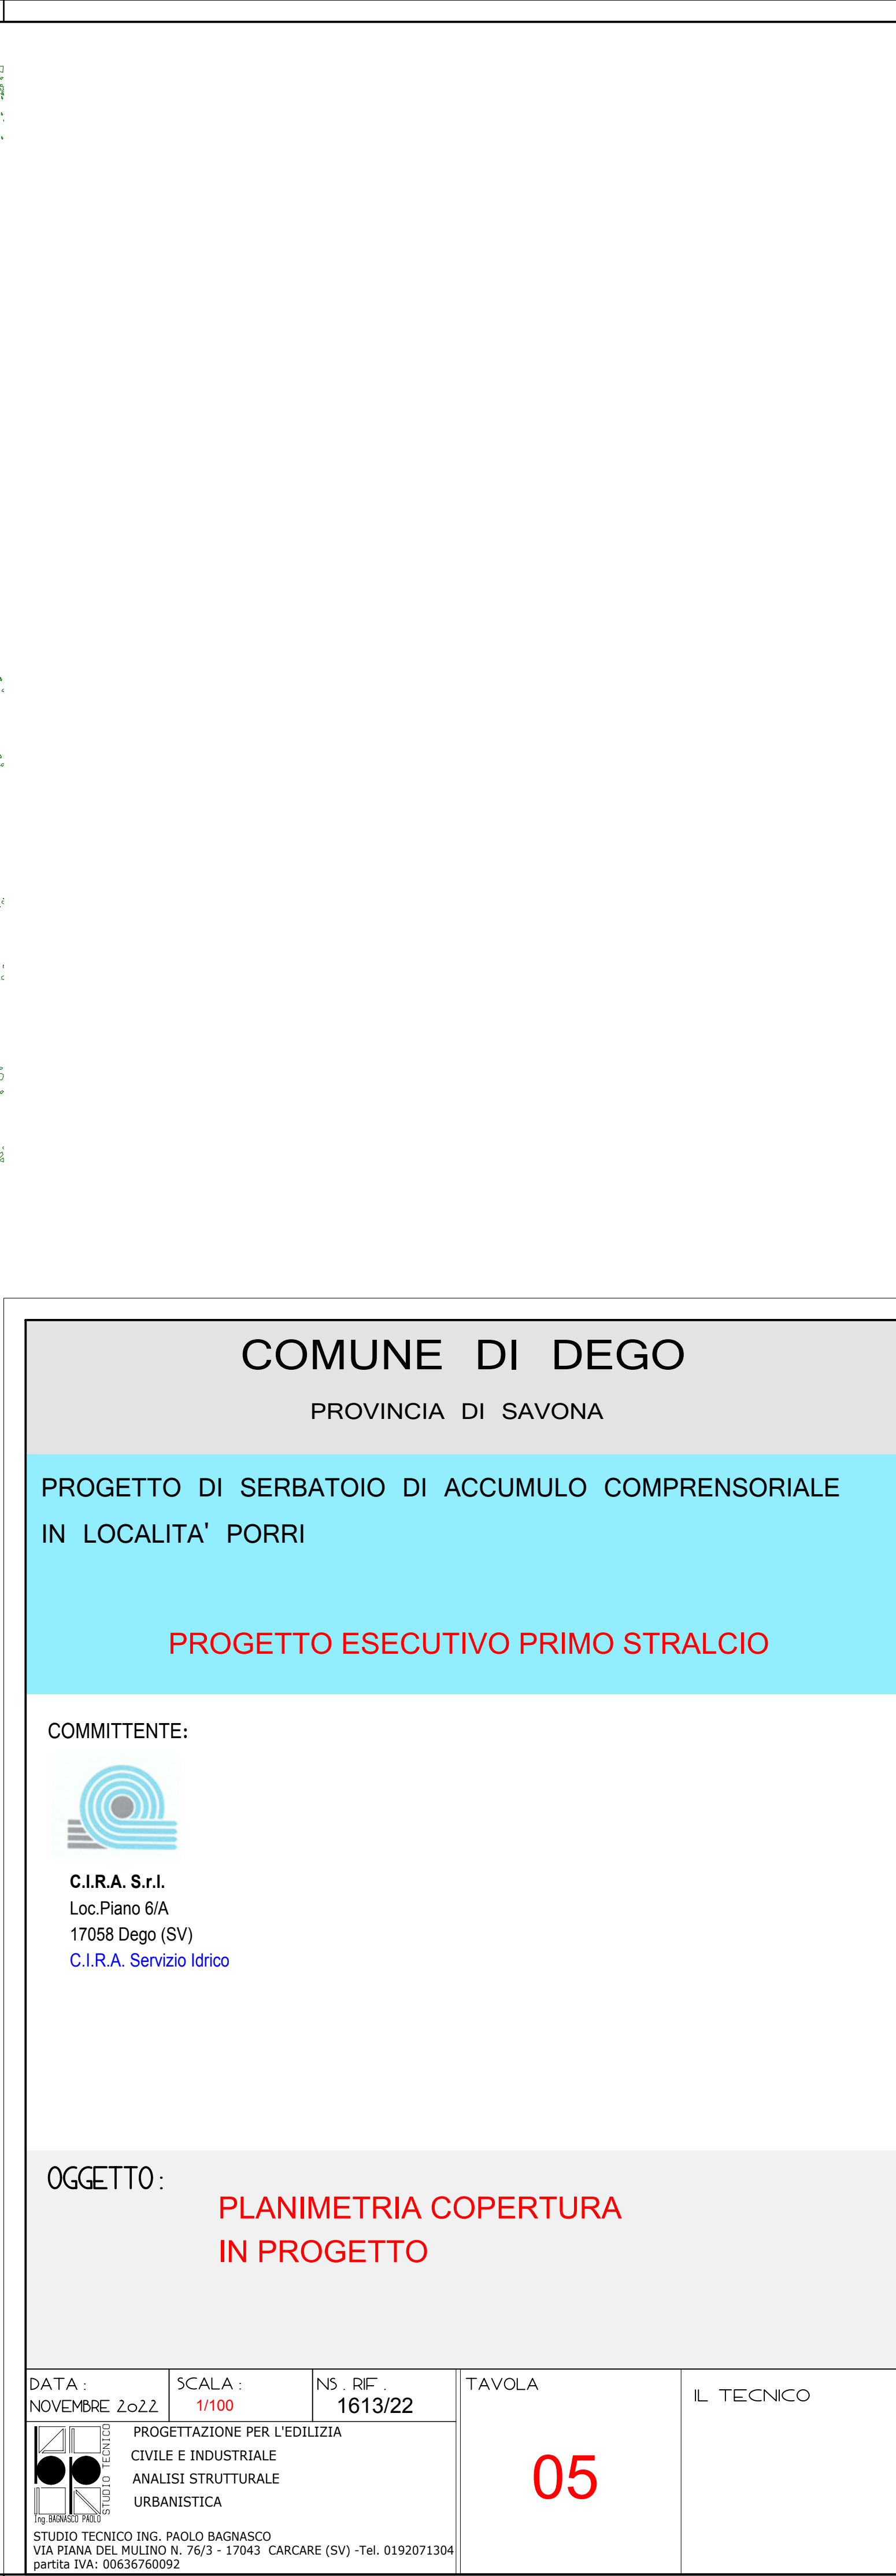 COMUNE DI DEGO
PROVINCIA DI SAVONA
PROGETTO DI SERBATOIO DI ACCUMULO COMPRENSORIALE
IN LOCALITA' PORRI
PROGETTO ESECUTIVO PRIMO STRALCIO
COMMITTENTE:
C.I.R.A. S.r.l.
Loc.Piano 6/A
17058 Dego (SV)
C.I.R.A. Servizio Idrico
OGGETTO :
PLANIMETRIA COPERTURA
IN PROGETTO
DATA :
NOVEMBRE 2o22
SCALA :
1/100
NS . RIF .
1613/22
TAVOLA
05
IL TECNICO
STUDIO TECNICO
Ing.BAGNASCO PAOLO
PROGETTAZIONE PER L'EDILIZIA
CIVILE E INDUSTRIALE
ANALISI STRUTTURALE
URBANISTICA
STUDIO TECNICO ING. PAOLO BAGNASCO
VIA PIANA DEL MULINO N. 76/3 - 17043 CARCARE (SV) -Tel. 0192071304
partita IVA: 00636760092